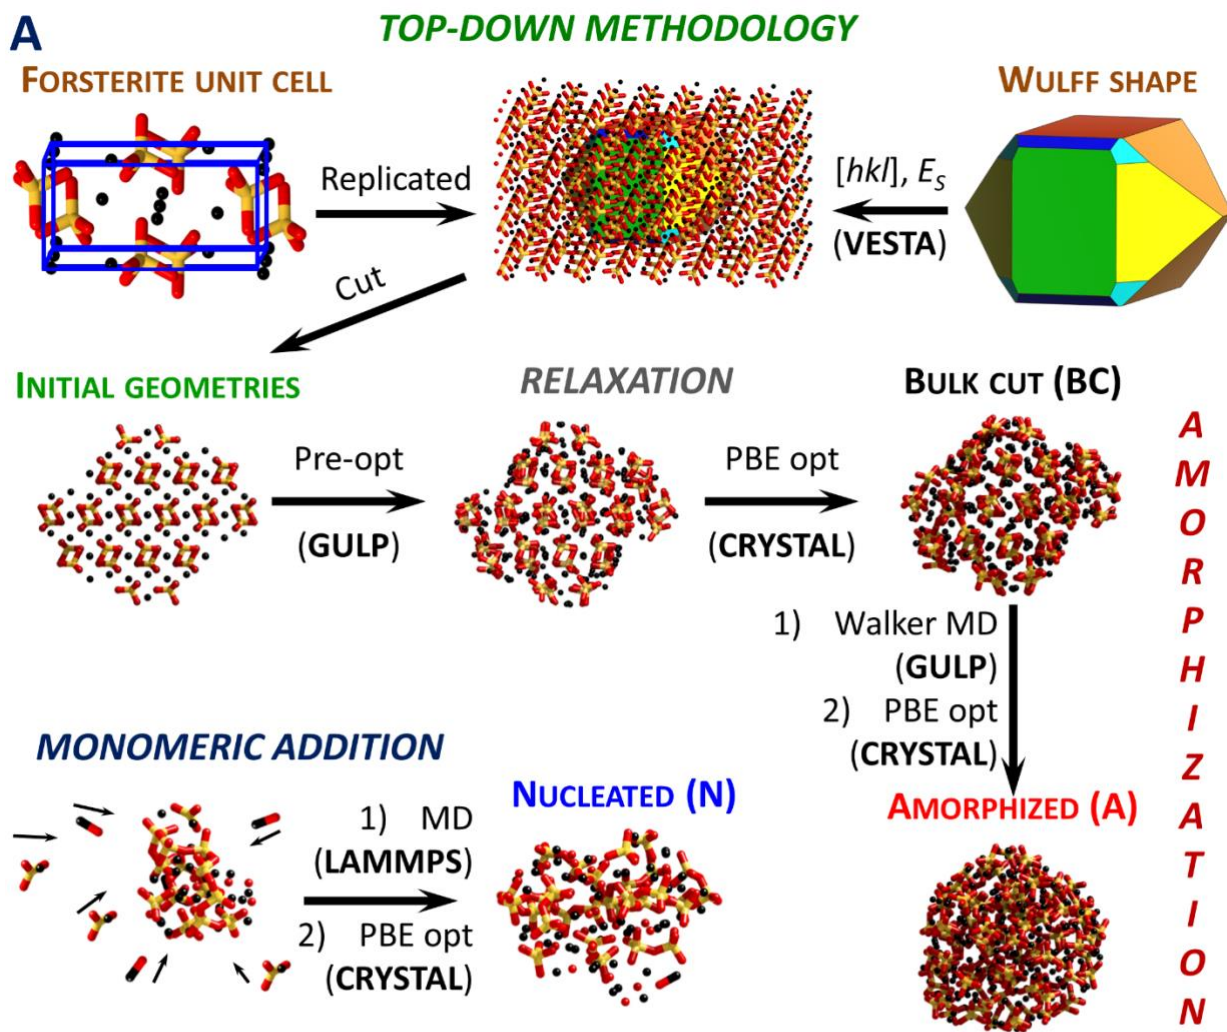 A
TOP-DOWN METHODOLOGY
FORSTERITE UNIT CELL
WULFF SHAPE
Replicated
[hkl], E_S
(VESTA)
Cut
INITIAL GEOMETRIES
RELAXATION
BULK CUT (BC)
Pre-opt
(GULP)
PBE opt
(CRYSTAL)
1) Walker MD
(GULP)
2) PBE opt
(CRYSTAL)
AMORPHIZATION
MONOMERIC ADDITION
1) MD
(LAMMPS)
2) PBE opt
(CRYSTAL)
NUCLEATED (N)
AMORPHIZED (A)